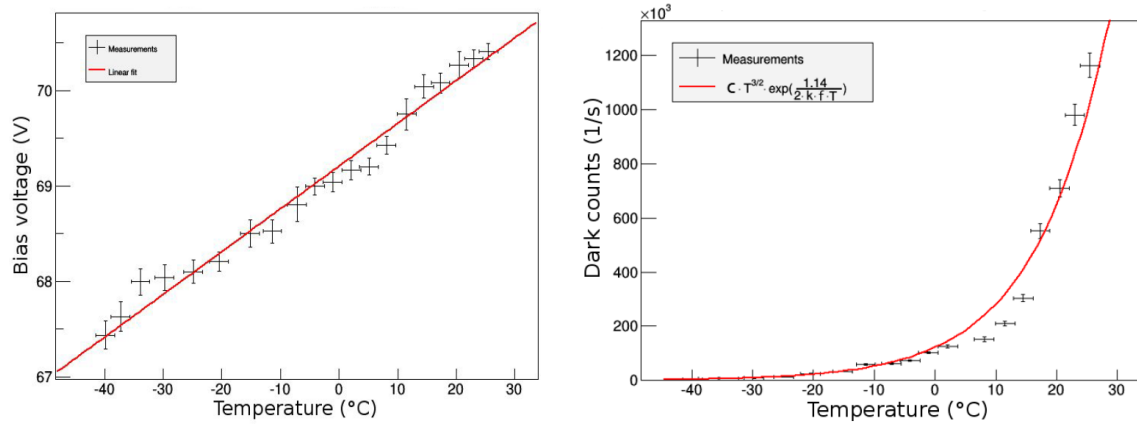 Measurements
Linear fit
70
69
68
67
Bias voltage (V)
-40 -30 -20 -10 0 10 20 30
Temperature (°C)
×10³
Measurements
C · T^3/2 · exp(1.14/2· k · f · T)
1200
1000
800
600
400
200
0
Dark counts (1/s)
-40 -30 -20 -10 0 10 20 30
Temperature (°C)